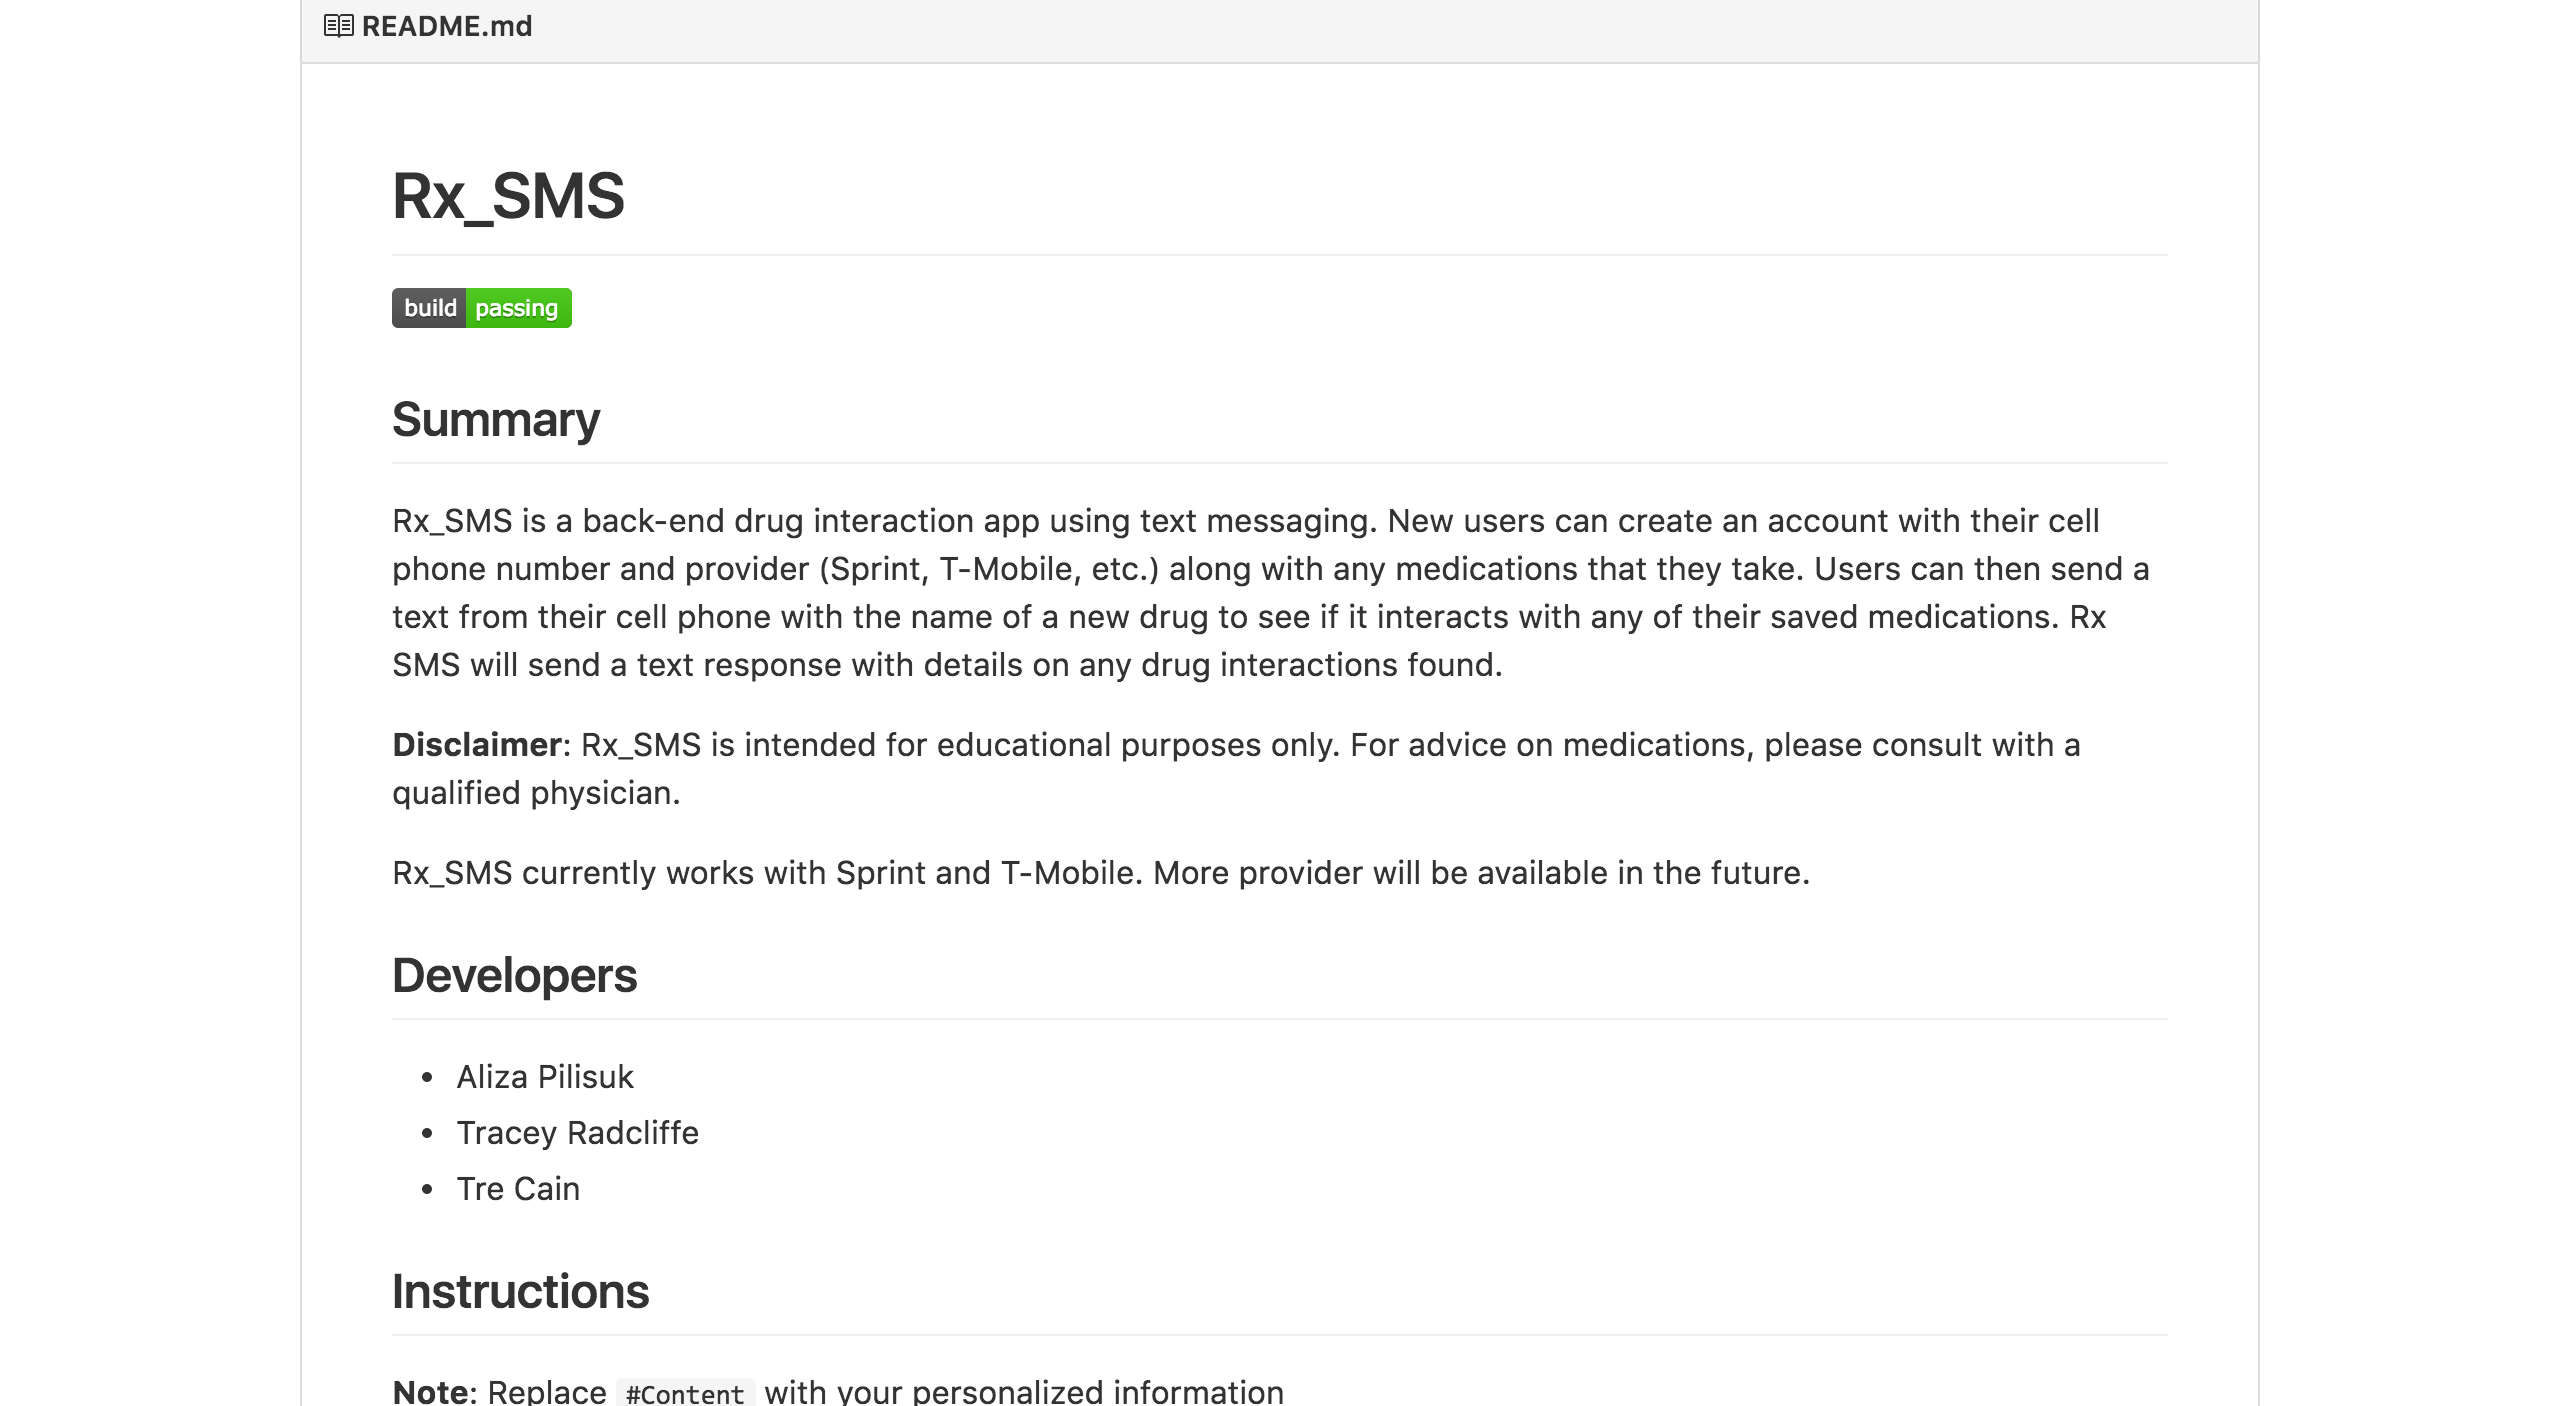 README.md
Rx_SMS
build passing
Summary
Rx_SMS is a back-end drug interaction app using text messaging. New users can create an account with their cell
phone number and provider (Sprint, T-Mobile, etc.) along with any medications that they take. Users can then send a
text from their cell phone with the name of a new drug to see if it interacts with any of their saved medications. Rx
SMS will send a text response with details on any drug interactions found.
Disclaimer: Rx_SMS is intended for educational purposes only. For advice on medications, please consult with a
qualified physician.
Rx_SMS currently works with Sprint and T-Mobile. More provider will be available in the future.
Developers
• Aliza Pilisuk
• Tracey Radcliffe
• Tre Cain
Instructions
Note: Replace #Content with your personalized information